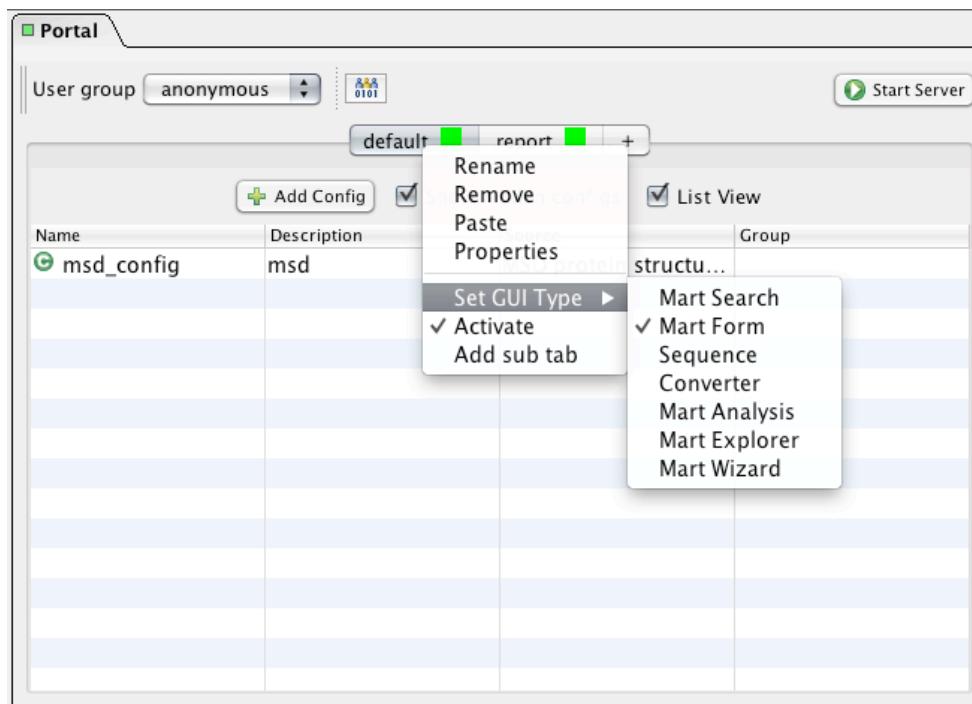 Portal
User group anonymous 0101 Start Server
default report +
Add Config List View
Name Description Group
msd_config msd structu...
Rename
Remove
Paste
Properties
Set GUI Type
Activate
Add sub tab
Mart Search
Mart Form
Sequence
Converter
Mart Analysis
Mart Explorer
Mart Wizard